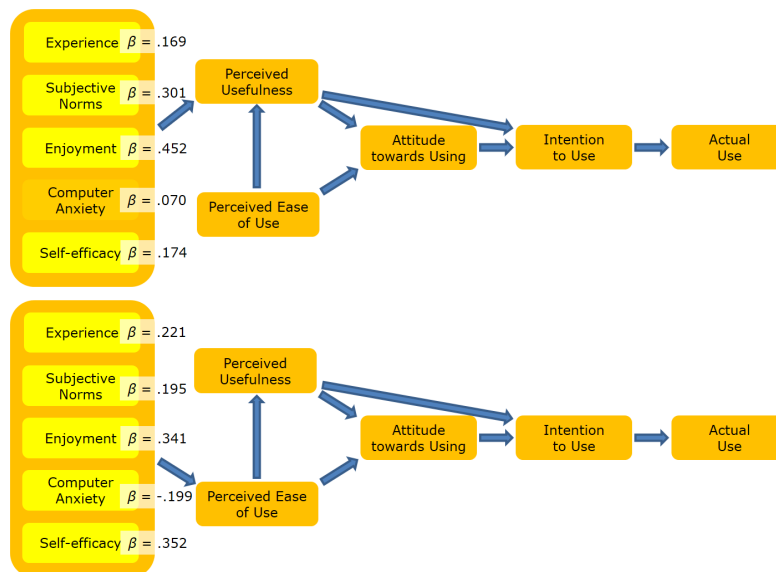 Experience β = .169
Subjective
Norms β = .301
Enjoyment β = .452
Computer
Anxiety β = .070
Self-efficacy β = .174
Perceived
Usefulness
Perceived Ease
of Use
Attitude
towards Using
Intention
to Use
Actual
Use
Experience β = .221
Subjective
Norms β = .195
Enjoyment β = .341
Computer
Anxiety β = -.199
Self-efficacy β = .352
Perceived
Usefulness
Perceived Ease
of Use
Attitude
towards Using
Intention
to Use
Actual
Use